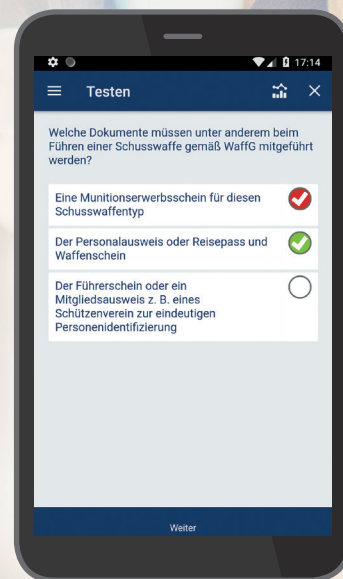 17:14
Testen
Welche Dokumente müssen unter anderem beim
Führen einer Schusswaffe gemäß WaffG mitgeführt
werden?
Eine Munitionserwerbsschein für diesen
Schusswaffentyp
Der Personalausweis oder Reisepass und
Waffenschein
Der Führerschein oder ein
Mitgliedsausweis z. B. eines
Schützenverein zur eindeutigen
Personenidentifizierung
Weiter